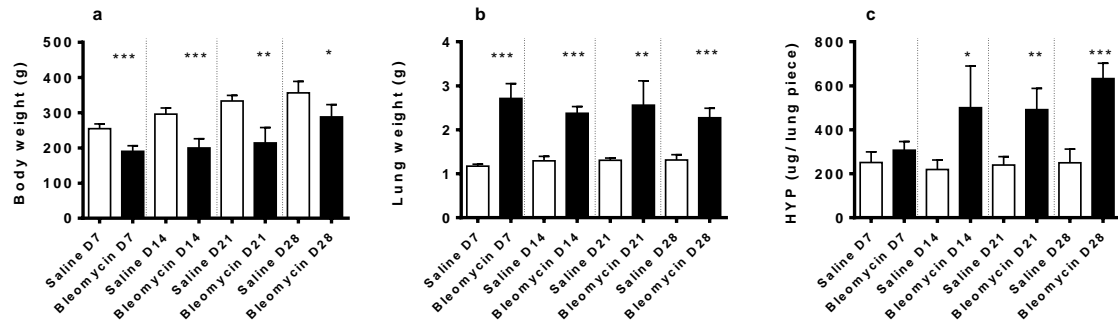 a
Body weight (g)
500
400
300
200
100
0
***
***
**
*
Saline D7
Bleomycin D7
Saline D14
Bleomycin D14
Saline D21
Bleomycin D21
Saline D28
Bleomycin D28
b
Lung weight (g)
4
3
2
1
0
***
***
**
***
Saline D7
Bleomycin D7
Saline D14
Bleomycin D14
Saline D21
Bleomycin D21
Saline D28
Bleomycin D28
c
HYP (ug/ lung piece)
800
600
400
200
0
*
**
***
Saline D7
Bleomycin D7
Saline D14
Bleomycin D14
Saline D21
Bleomycin D21
Saline D28
Bleomycin D28